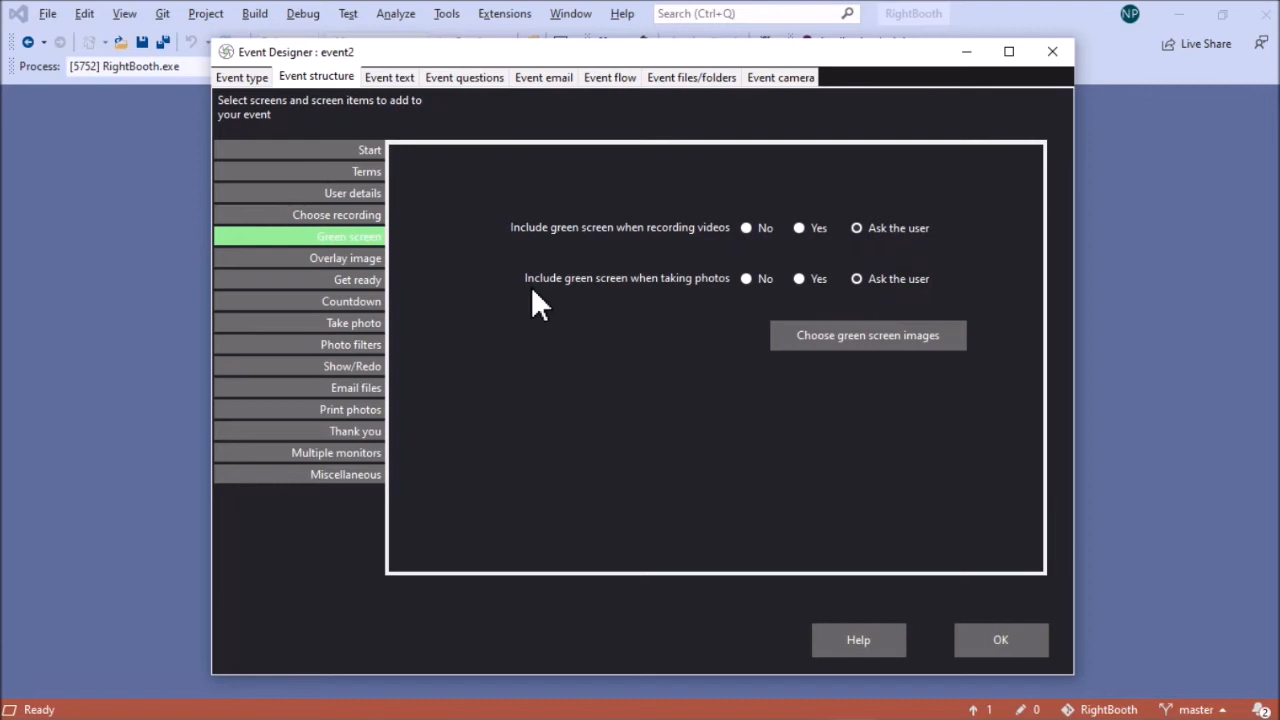 File Edit View Git Project Build Debug Test Analyze Tools Extensions Window Help Search (Ctrl+Q) RightBooth NP
Live Share
Process: [5752] RightBooth.exe
Event Designer : event2
Event type Event structure Event text Event questions Event email Event flow Event files/folders Event camera
Select screens and screen items to add to
your event
Start
Terms
User details
Choose recording
Green screen
Overlay image
Get ready
Countdown
Take photo
Photo filters
Show/Redo
Email files
Print photos
Thank you
Multiple monitors
Miscellaneous
Include green screen when recording videos No Yes Ask the user
Include green screen when taking photos No Yes Ask the user
Choose green screen images
Help OK
Ready 1 0 RightBooth master 2